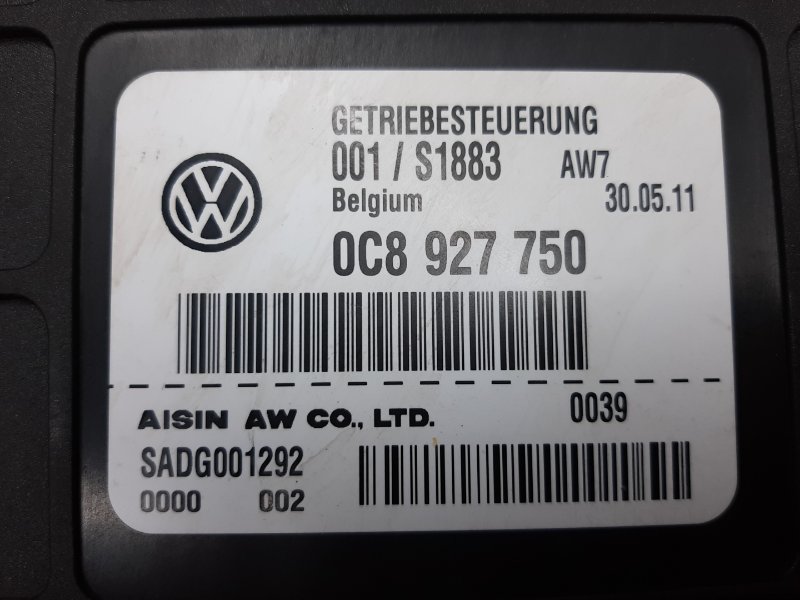 GETRIEBESTEUERUNG
001 / S1883 AW7
Belgium 30.05.11
0C8 927 750
AISIN AW CO., LTD. 0039
SADG001292
0000 002